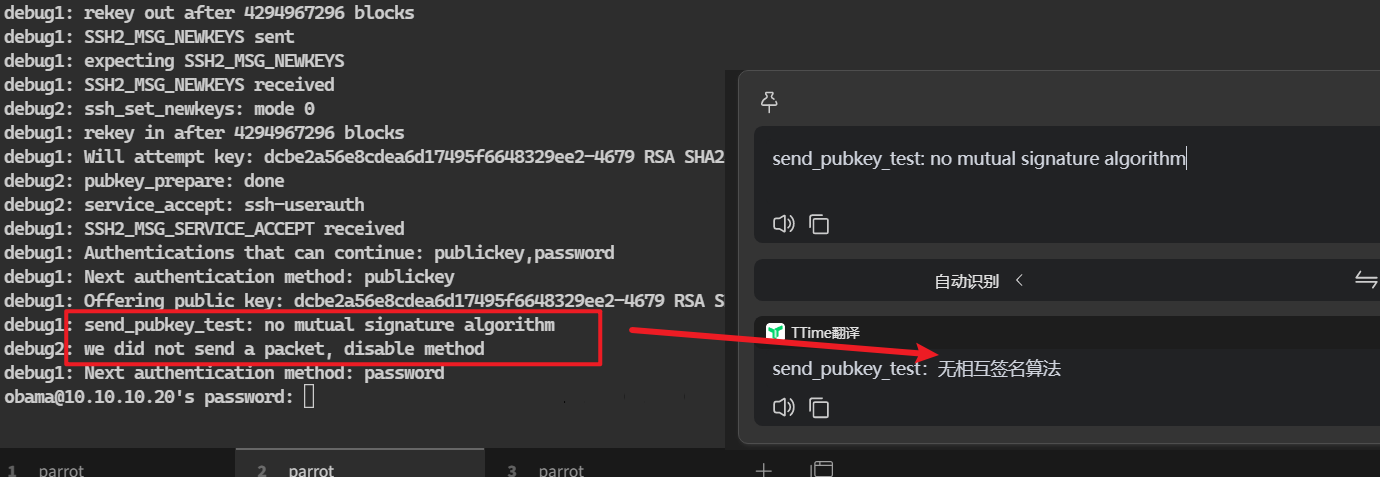 debug1: rekey out after 4294967296 blocks
debug1: SSH2_MSG_NEWKEYS sent
debug1: expecting SSH2_MSG_NEWKEYS
debug1: SSH2_MSG_NEWKEYS received
debug2: ssh_set_newkeys: mode 0
debug1: rekey in after 4294967296 blocks
debug1: Will attempt key: dcbe2a56e8cdea6d17495f6648329ee2-4679 RSA SHA2
debug2: pubkey_prepare: done
debug2: service_accept: ssh-userauth
debug1: SSH2_MSG_SERVICE_ACCEPT received
debug1: Authentications that can continue: publickey,password
debug1: Next authentication method: publickey
debug1: Offering public key: dcbe2a56e8cdea6d17495f6648329ee2-4679 RSA S
debug1: send_pubkey_test: no mutual signature algorithm
debug2: we did not send a packet, disable method
debug1: Next authentication method: password
obama@10.10.10.20's password:
send_pubkey_test: no mutual signature algorithm
自动识别
TTime翻译
send_pubkey_test：无相互签名算法
1 parrot
2 parrot
3 parrot